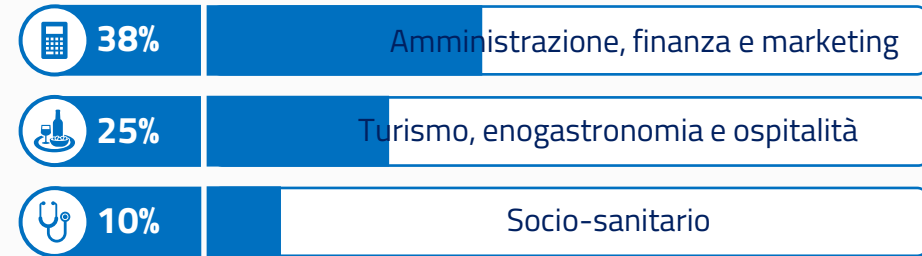 38% Amministrazione, finanza e marketing
25% Turismo, enogastronomia e ospitalità
10% Socio-sanitario